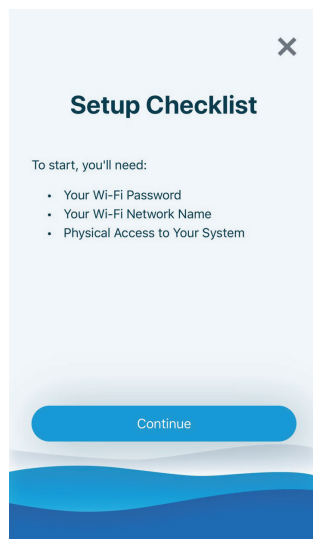 Setup Checklist
To start, you'll need:
• Your Wi-Fi Password
• Your Wi-Fi Network Name
• Physical Access to Your System
Continue